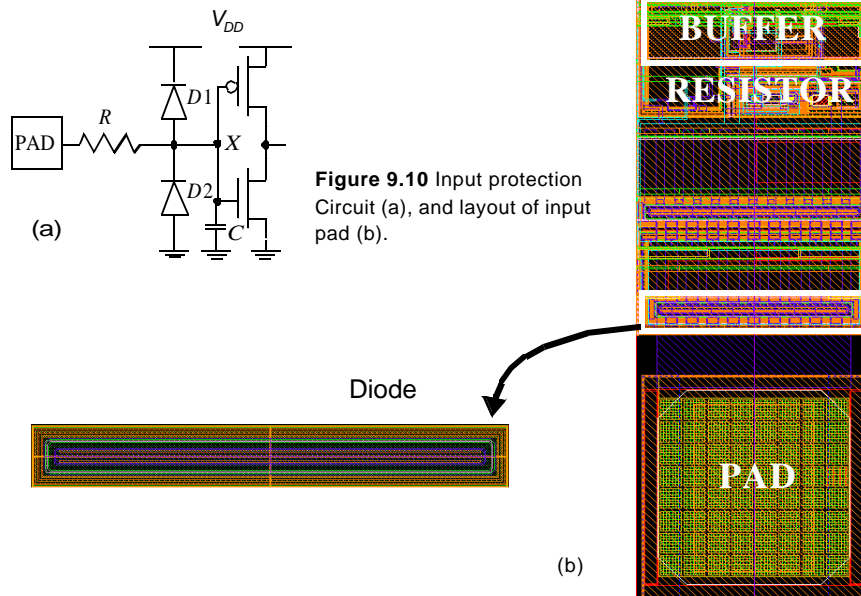 V_DD
D1
R
PAD
X
D2
C
(a)
Figure 9.10 Input protection
Circuit (a), and layout of input
pad (b).
BUFFER
RESISTOR
Diode
PAD
(b)